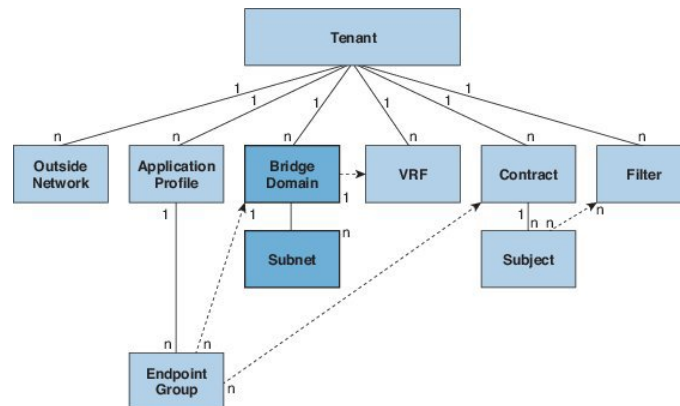 Tenant
1
1
1
1
1
1
n
n
n
n
n
n
Outside
Network
Application
Profile
Bridge
Domain
VRF
Contract
Filter
1
1
1
1
n
n
n
n
Subnet
Subject
n
n
n
Endpoint
Group